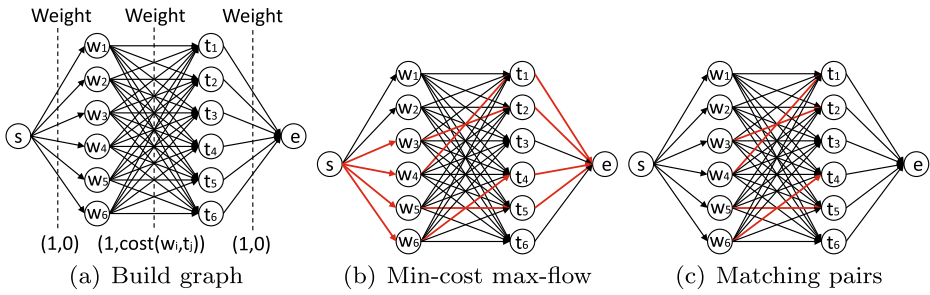 Weight Weight Weight
w1 t1
w2 t2
w3 t3
s w4 t4 e
w5 t5
w6 t6
(1,0) (1,cost(wi,tj)) (1,0)
(a) Build graph
w1 t1
w2 t2
w3 t3
s w4 t4 e
w5 t5
w6 t6
(b) Min-cost max-flow
w1 t1
w2 t2
w3 t3
s w4 t4 e
w5 t5
w6 t6
(c) Matching pairs